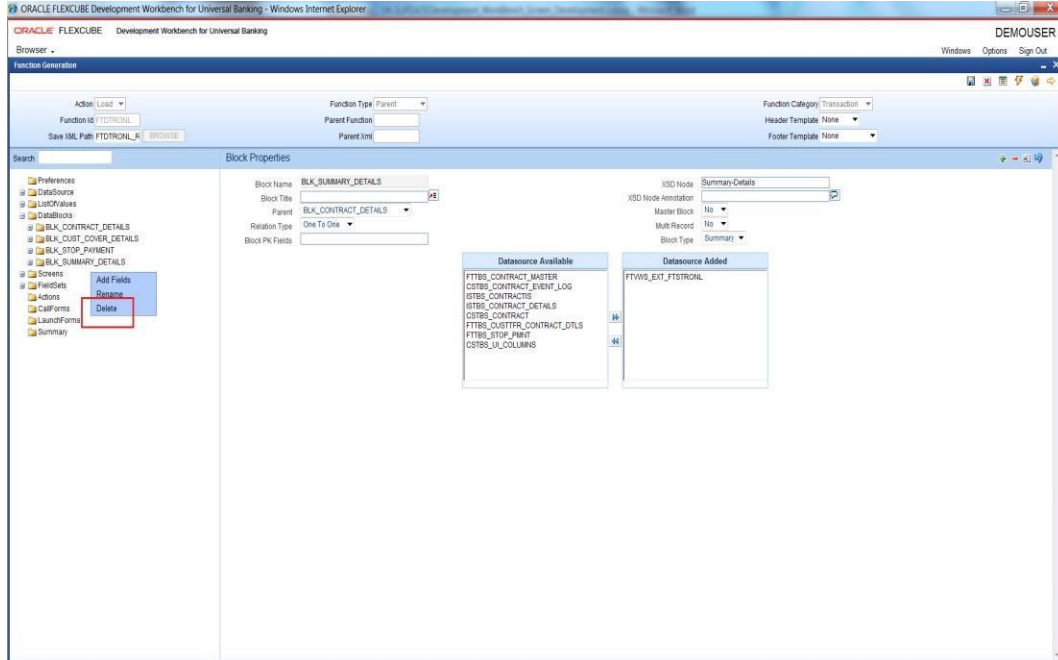 ORACLE FLEXCUBE Development Workbench for Universal Banking - Windows Internet Explorer
ORACLE' FLEXCUBE Development Workbench for Universal Banking
DEMOUSER
Browser
Windows Options Sign Out
Function Generation
Action Load
Function Type Parent
Function Category Transaction
Function Id FTDTRONL
Parent Function
Header Template None
Save XML Path FTDTRONL_R BROWSE
Parent Xml
Footer Template None
Search
Block Properties
Preferences
DataSource
ListOfValues
DataBlocks
BLK_CONTRACT_DETAILS
BLK_CUST_COVER_DETAILS
BLK_STOP_PAYMENT
BLK_SUMMARY_DETAILS
Screens
FieldSets
Actions
CallForms
LaunchForms
Summary
Add Fields
Rename
Delete
Block Name BLK_SUMMARY_DETAILS
XSD Node Summary-Details
Block Title
XSD Node Annotation
Parent BLK_CONTRACT_DETAILS
Master Block No
Relation Type One To One
Multi Record No
Block PK Fields
Block Type Summary
Datasource Available
Datasource Added
FTTBS_CONTRACT_MASTER
FTVWS_EXT_FTSTRONL
CSTBS_CONTRACT_EVENT_LOG
ISTBS_CONTRACTIS
ISTBS_CONTRACT_DETAILS
CSTBS_CONTRACT
FTTBS_CUSTTFR_CONTRACT_DTLS
FTTBS_STOP_PMNT
CSTBS_UI_COLUMNS